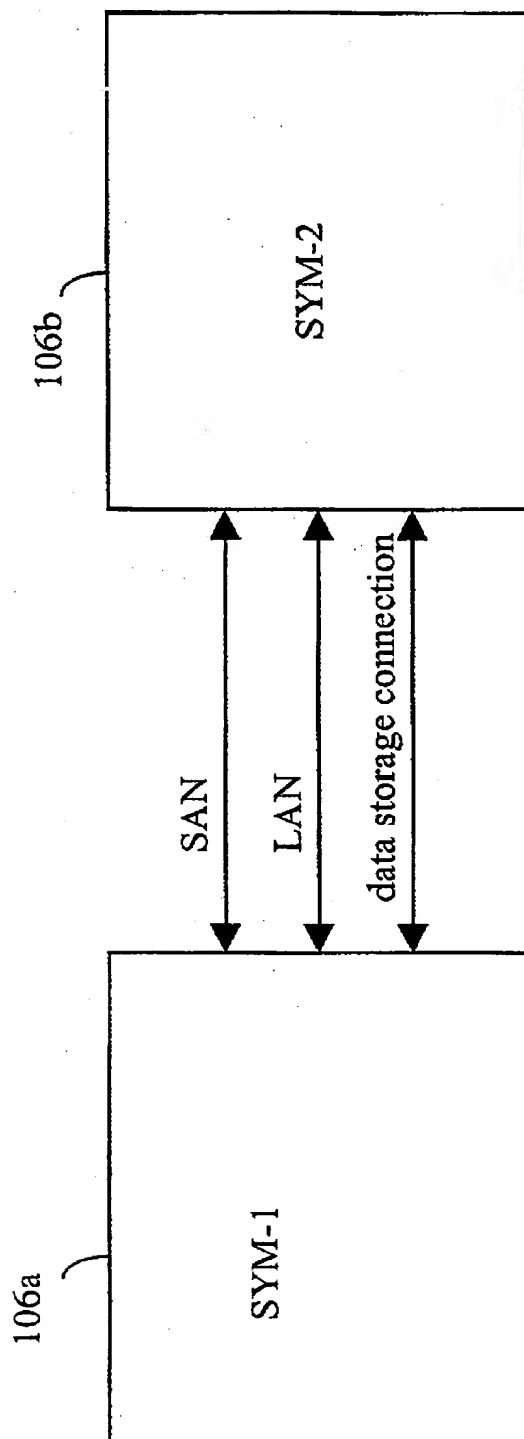 106a
106b
SYM-1
SAN
LAN
data storage connection
SYM-2